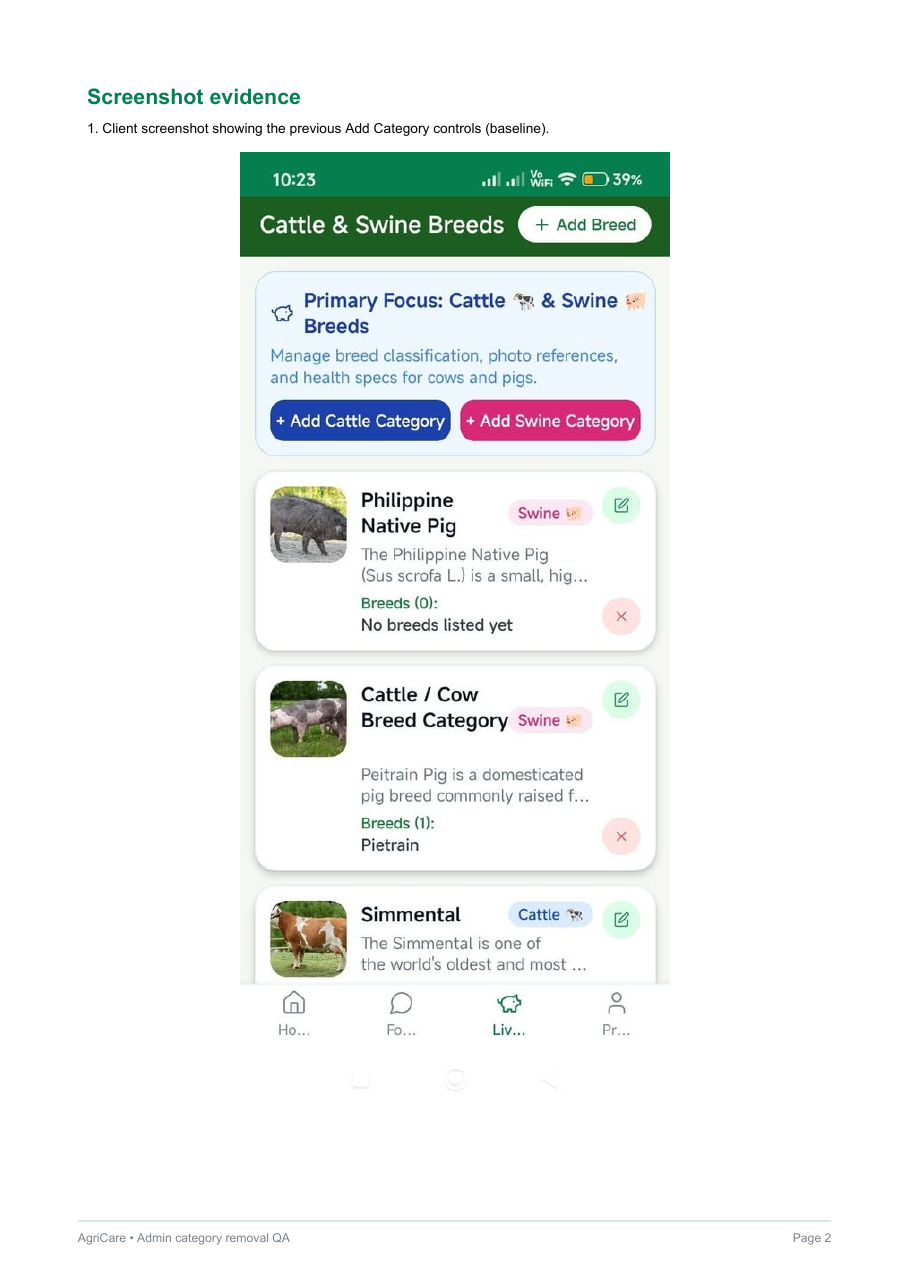 Screenshot evidence
1. Client screenshot showing the previous Add Category controls (baseline).
10:23
Vo
WiFi
39%
Cattle & Swine Breeds
+ Add Breed
Primary Focus: Cattle 🐄 & Swine 🐖
Breeds
Manage breed classification, photo references,
and health specs for cows and pigs.
+ Add Cattle Category
+ Add Swine Category
Philippine
Native Pig
Swine 🐖
The Philippine Native Pig
(Sus scrofa L.) is a small, hig...
Breeds (0):
No breeds listed yet
Cattle / Cow
Breed Category
Swine 🐖
Peitrain Pig is a domesticated
pig breed commonly raised f...
Breeds (1):
Pietrain
Simmental
Cattle 🐄
The Simmental is one of
the world's oldest and most ...
Ho...
Fo...
Liv...
Pr...
AgriCare • Admin category removal QA
Page 2